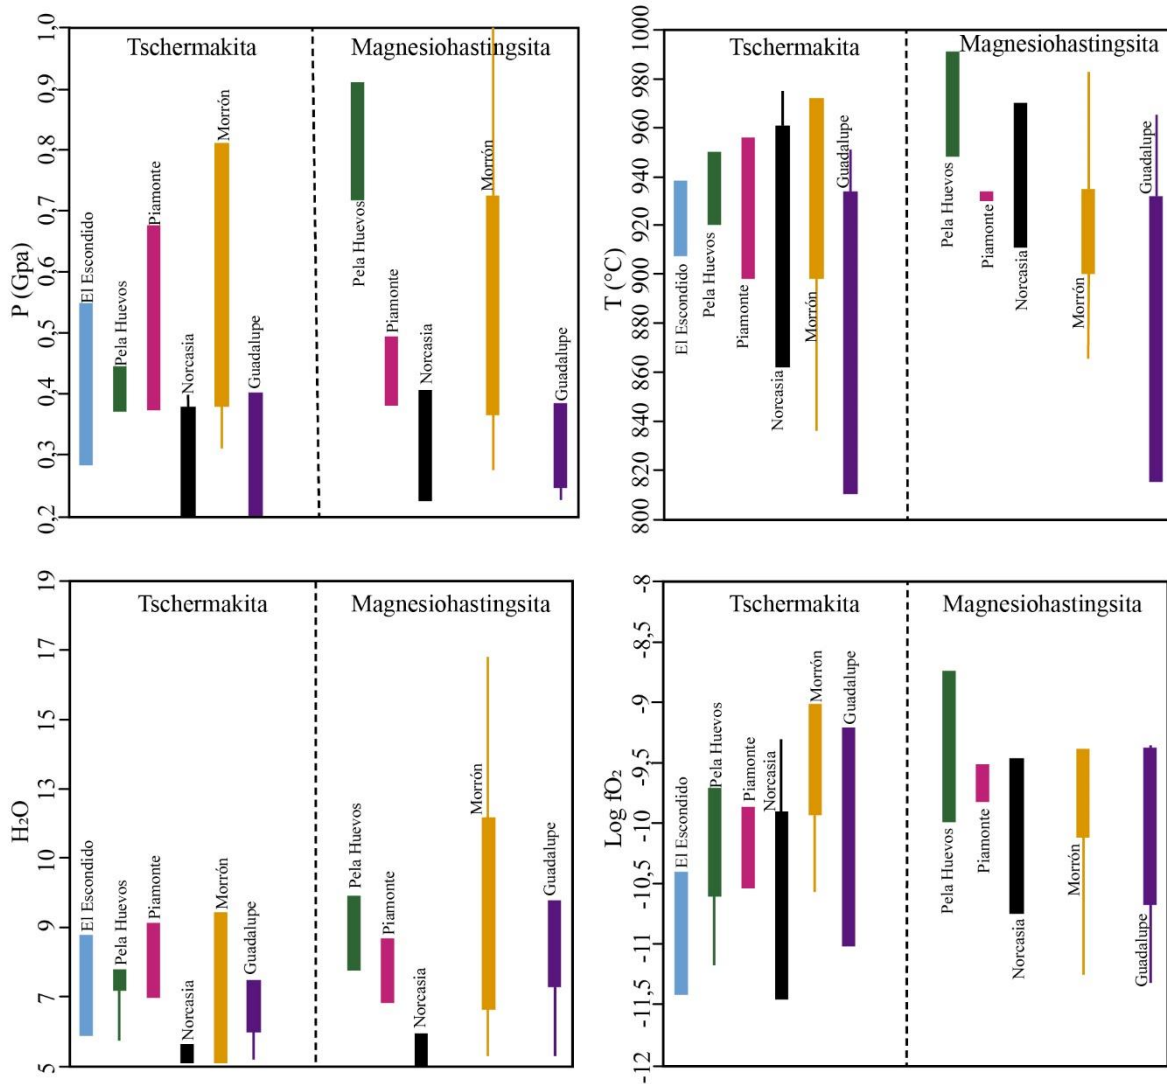 P (Gpa)
1,0
0,9
0,8
0,7
0,6
0,5
0,4
0,3
0,2
Tschermakita
Magnesiohastingsita
El Escondido
Pela Huevos
Piamonte
Norcasia
Morrón
Guadalupe
Pela Huevos
Piamonte
Norcasia
Morrón
Guadalupe
T (°C)
1000
980
960
940
920
900
880
860
840
820
800
Tschermakita
Magnesiohastingsita
El Escondido
Pela Huevos
Piamonte
Norcasia
Morrón
Guadalupe
Pela Huevos
Piamonte
Norcasia
Morrón
Guadalupe
H₂O
19
17
15
13
10
9
7
5
Tschermakita
Magnesiohastingsita
El Escondido
Pela Huevos
Piamonte
Norcasia
Morrón
Guadalupe
Pela Huevos
Piamonte
Norcasia
Morrón
Guadalupe
Log fO₂
-8
-8,5
-9
-9,5
-10
-10,5
-11
-11,5
-12
Tschermakita
Magnesiohastingsita
El Escondido
Pela Huevos
Piamonte
Norcasia
Morrón
Guadalupe
Pela Huevos
Piamonte
Norcasia
Morrón
Guadalupe